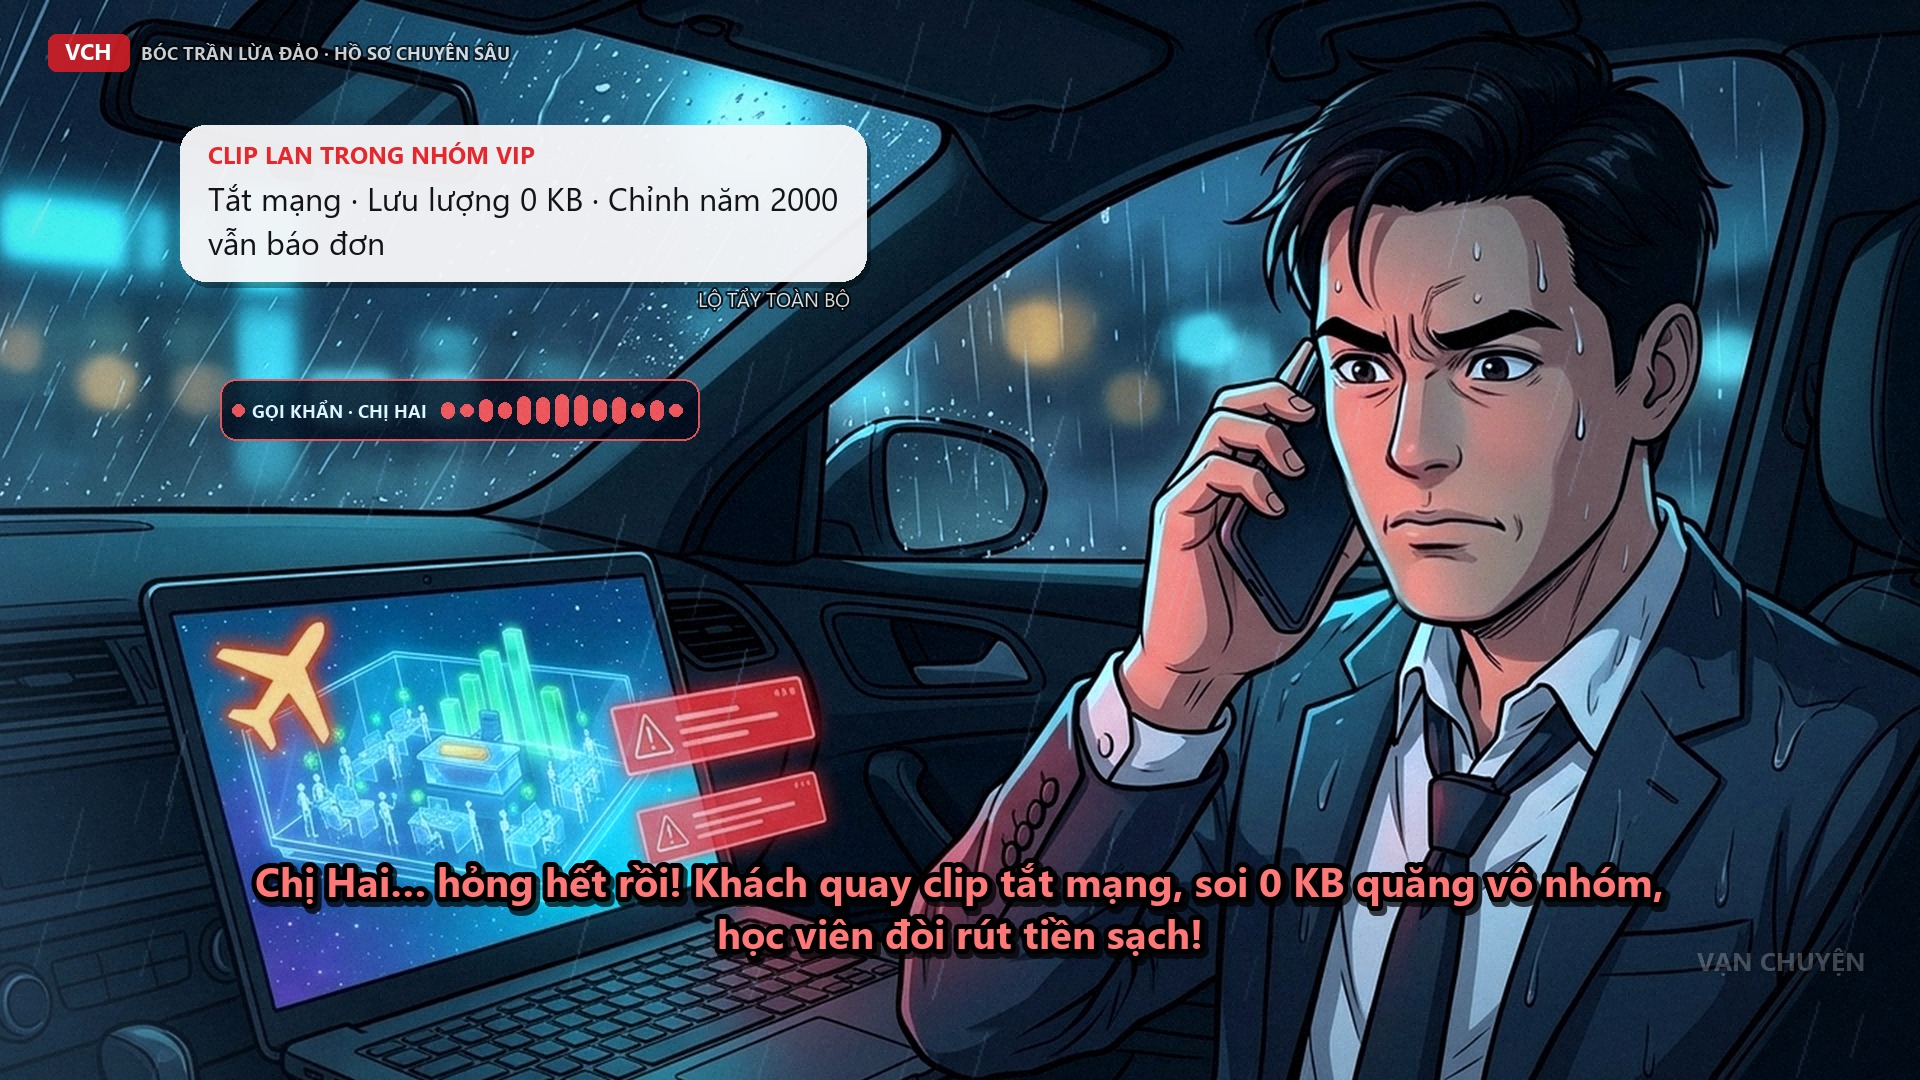 VCH BÓC TRẦN LỪA ĐẢO · HỒ SƠ CHUYÊN SÂU
CLIP LAN TRONG NHÓM VIP
Tắt mạng · Lưu lượng 0 KB · Chỉnh năm 2000
vẫn báo đơn
LỘ TẨY TOÀN BỘ
GỌI KHẨN · CHỊ HAI
Chị Hai... hỏng hết rồi! Khách quay clip tắt mạng, soi 0 KB quăng vô nhóm,
học viên đòi rút tiền sạch!
VẠN CHUYỆN